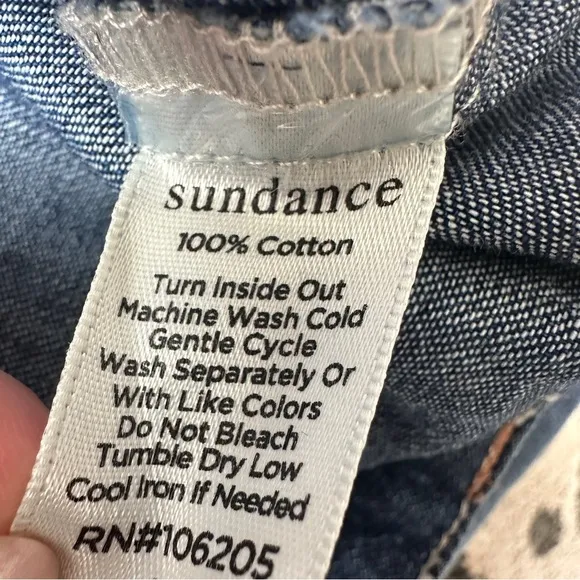 sundance
100% Cotton
Turn Inside Out
Machine Wash Cold
Gentle Cycle
Wash Separately Or
With Like Colors
Do Not Bleach
Tumble Dry Low
Cool Iron If Needed
RN#106205